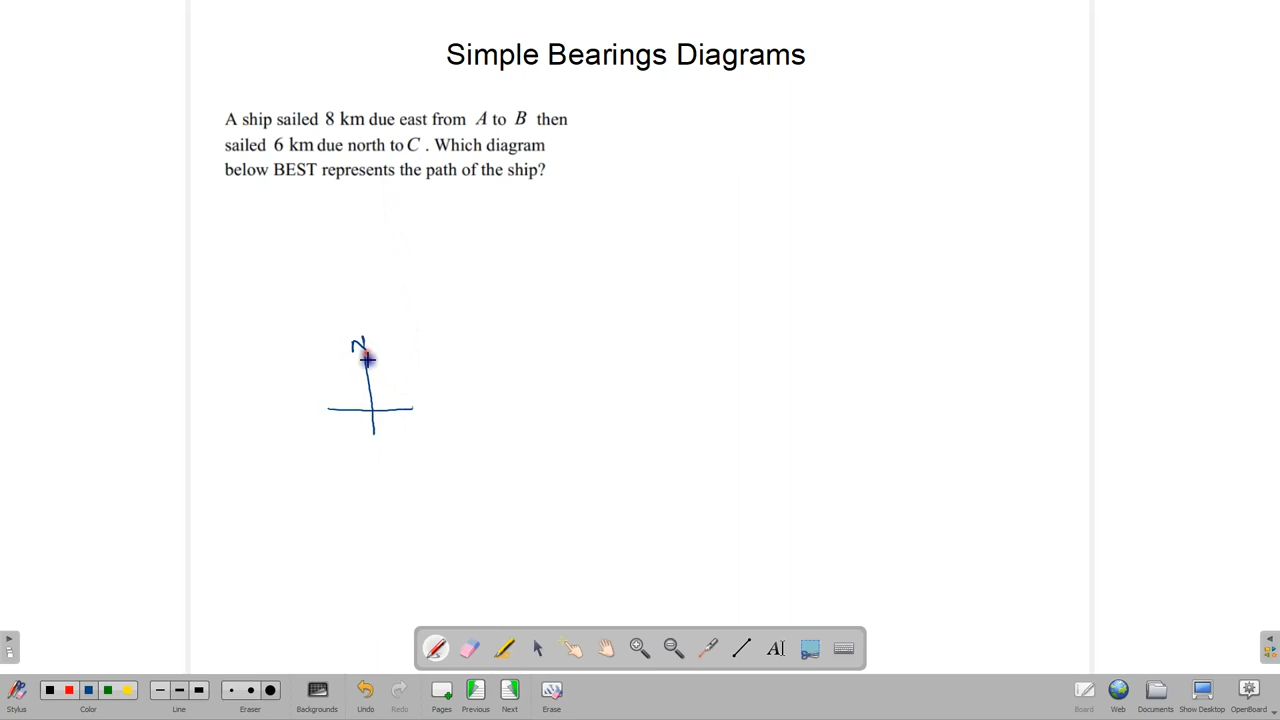 Simple Bearings Diagrams
A ship sailed 8 km due east from A to B then
sailed 6 km due north to C . Which diagram
below BEST represents the path of the ship?
N
Stylus
Color
Line
Eraser
Backgrounds
Undo
Redo
Pages
Previous
Next
Erase
Board
Web
Documents
Show Desktop
OpenBoard